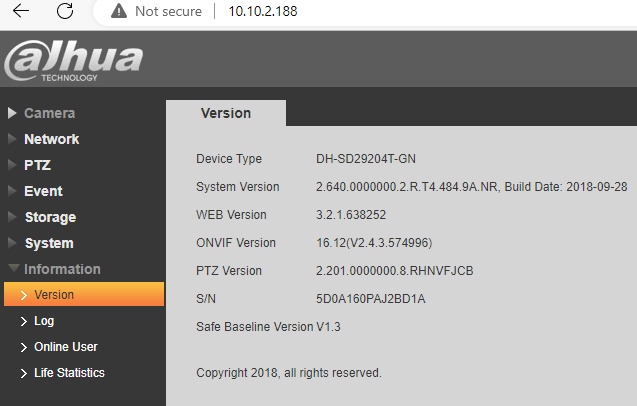 Not secure | 10.10.2.188
alhua
TECHNOLOGY
Camera
Network
PTZ
Event
Storage
System
Information
Version
Log
Online User
Life Statistics
Version
Device Type DH-SD29204T-GN
System Version 2.640.0000000.2.R.T4.484.9A.NR, Build Date: 2018-09-28
WEB Version 3.2.1.638252
ONVIF Version 16.12(V2.4.3.574996)
PTZ Version 2.201.0000000.8.RHNVFJCB
S/N 5D0A160PAJ2BD1A
Safe Baseline Version V1.3
Copyright 2018, all rights reserved.